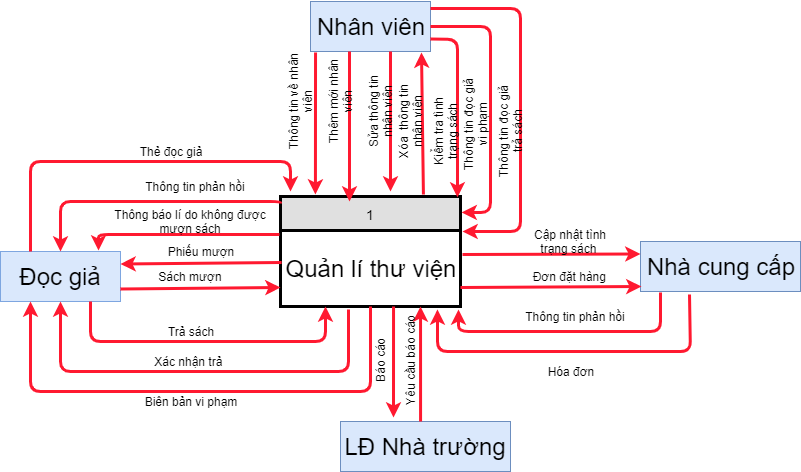 Nhân viên
Thông tin về nhân
viên
Thêm mới nhân
viên
Sửa thông tin
nhân viên
Xóa thông tin
nhân viên
Kiểm tra tình
trạng sách
Thông tin đọc giả
vi phạm
Thông tin đọc giả
trả sách
Thẻ đọc giả
Thông tin phản hồi
Thông báo lí do không được
mượn sách
Phiếu mượn
Sách mượn
Đọc giả
1
Quản lí thư viện
Cập nhật tình
trạng sách
Đơn đặt hàng
Nhà cung cấp
Thông tin phản hồi
Hóa đơn
Trả sách
Xác nhận trả
Biên bản vi phạm
Báo cáo
Yêu cầu báo cáo
LĐ Nhà trường